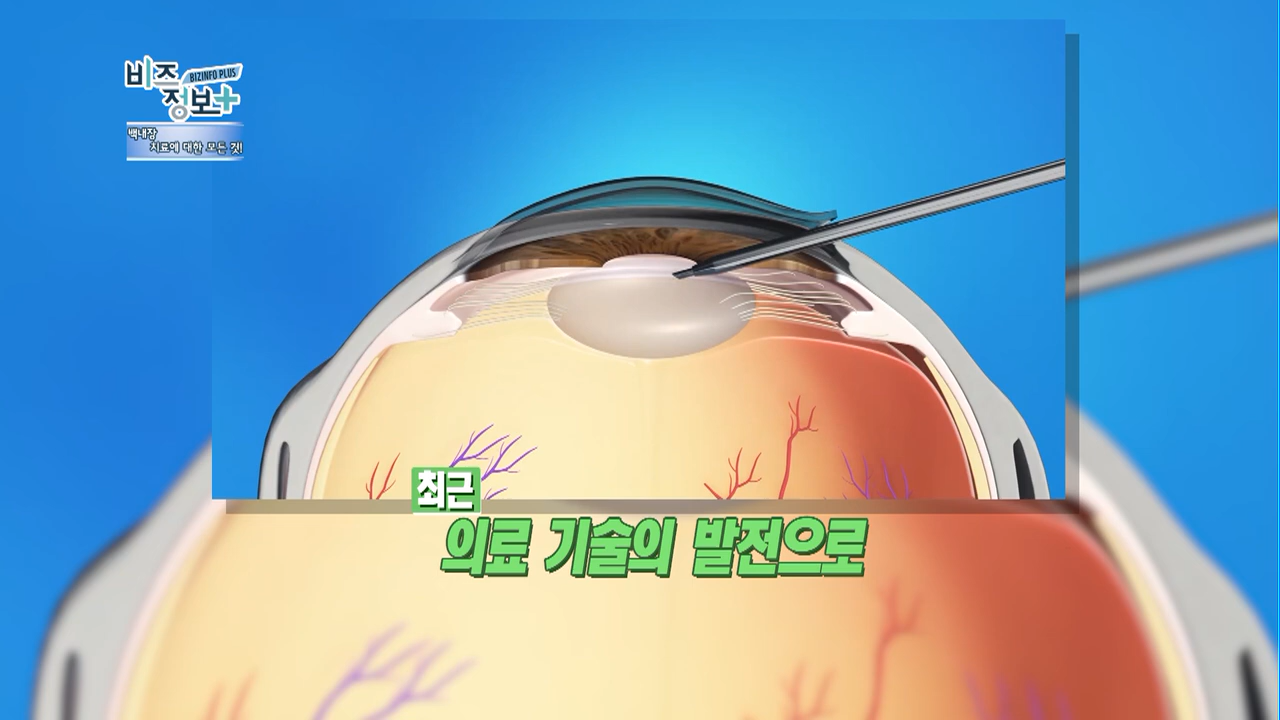 비즈
BIZINFO PLUS
정보+
백내장
치료에 대한 모든 것!
최근
의료 기술의 발전으로